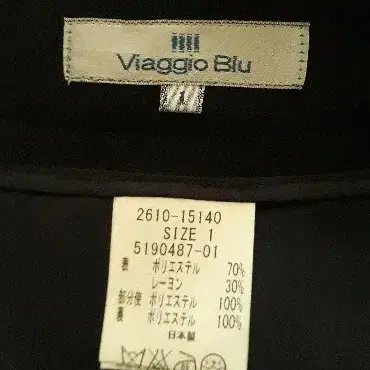 Viaggio Blu
1
2610-15140
SIZE 1
5190487-01
表 ポリエステル 70%
レーヨン 30%
部分使 ポリエステル 100%
裏 ポリエステル 100%
日本製